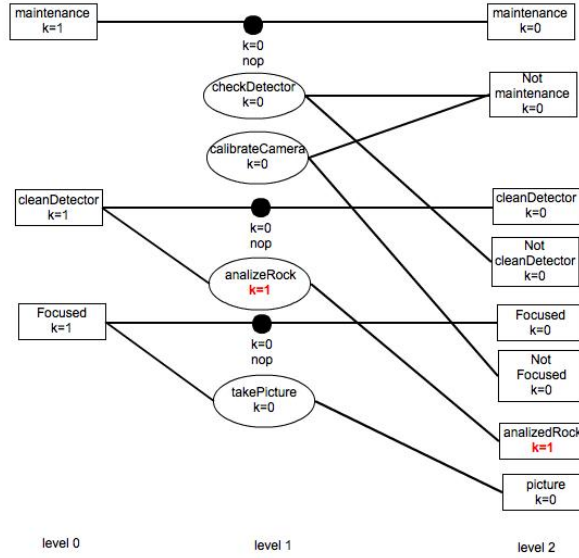 maintenance
k=1
k=0
nop
maintenance
k=0
checkDetector
k=0
Not
maintenance
k=0
calibrateCamera
k=0
cleanDetector
k=1
k=0
nop
cleanDetector
k=0
Not
cleanDetector
k=0
analizeRock
k=1
Focused
k=1
k=0
nop
Focused
k=0
Not
Focused
k=0
takePicture
k=0
analizedRock
k=1
picture
k=0
level 0
level 1
level 2